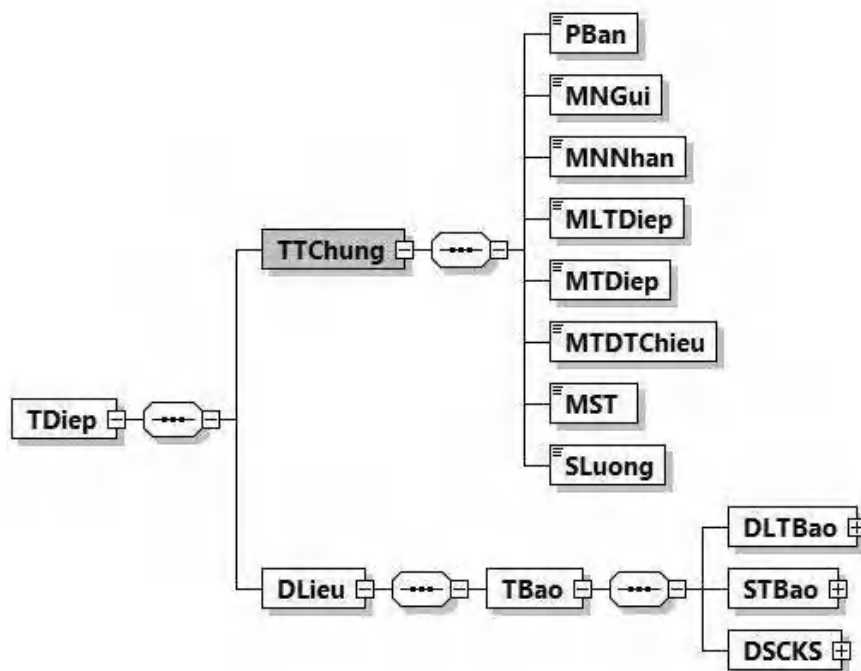 PBan
MNGui
MNNhan
MLTDiep
TTChung
MTDiep
MTDTChieu
MST
TDiep
SLuong
DLTBao
DLieu
TBao
STBao
DSCKS